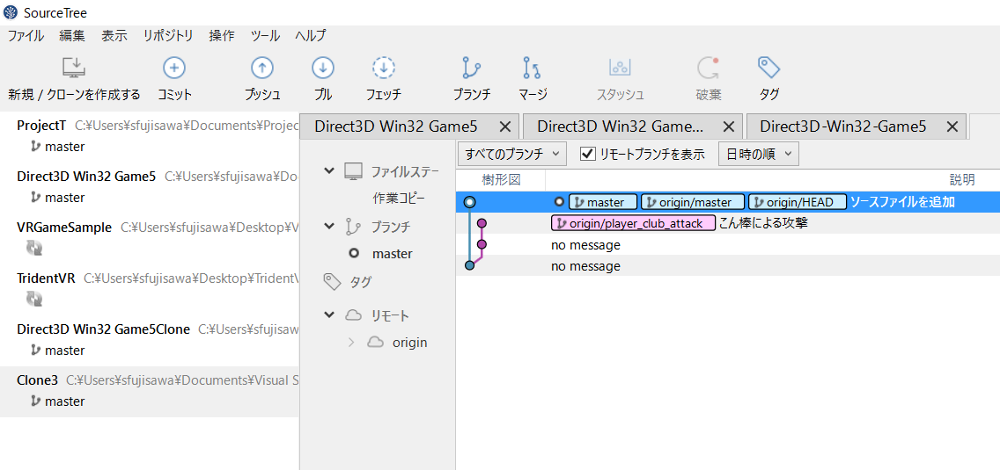 SourceTree
ファイル 編集 表示 リポジトリ 操作 ツール ヘルプ
新規 / クローンを作成する コミット プッシュ プル フェッチ ブランチ マージ スタッシュ 破棄 タグ
ProjectT C:¥Users¥sfujisawa¥Documents¥Projec
master
Direct3D Win32 Game5 C:¥Users¥sfujisawa¥Do
master
VRGameSample C:¥Users¥sfujisawa¥Desktop¥V
TridentVR C:¥Users¥sfujisawa¥Desktop¥TridentV
Direct3D Win32 Game5Clone C:¥Users¥sfujisaw
master
Clone3 C:¥Users¥sfujisawa¥Documents¥Visual S
master
Direct3D Win32 Game5 Direct3D Win32 Game... Direct3D-Win32-Game5
ファイルステー
作業コピー
ブランチ
master
タグ
リモート
origin
すべてのブランチ リモートブランチを表示 日時の順
樹形図 説明
master origin/master origin/HEAD ソースファイルを追加
origin/player_club_attack こん棒による攻撃
no message
no message